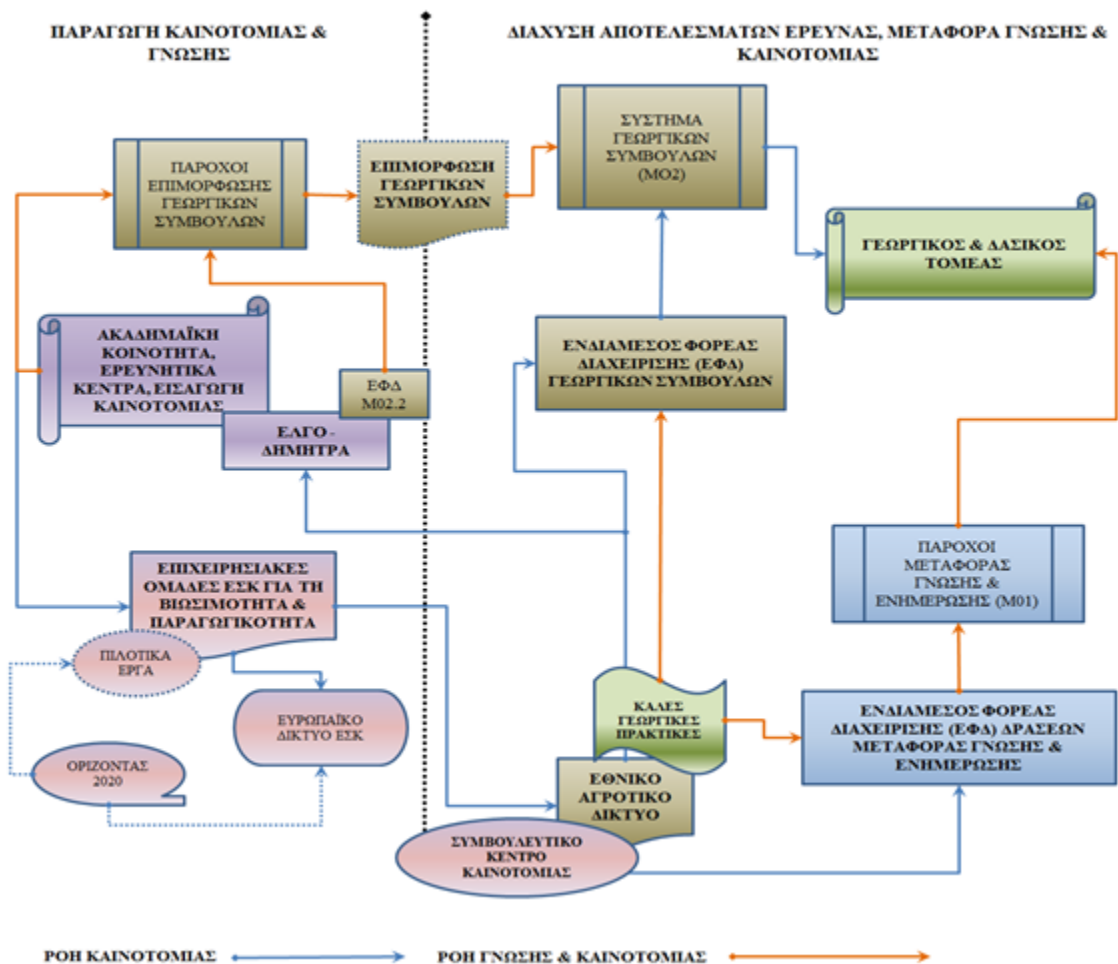 ΠΑΡΑΓΩΓΗ ΚΑΙΝΟΤΟΜΙΑΣ &
ΓΝΩΣΗΣ
ΔΙΑΧΥΣΗ ΑΠΟΤΕΛΕΣΜΑΤΩΝ ΕΡΕΥΝΑΣ, ΜΕΤΑΦΟΡΑ ΓΝΩΣΗΣ &
ΚΑΙΝΟΤΟΜΙΑΣ
ΠΑΡΟΧΟΙ
ΕΠΙΜΟΡΦΩΣΗΣ
ΓΕΩΡΓΙΚΩΝ
ΣΥΜΒΟΥΛΩΝ
ΕΠΙΜΟΡΦΩΣΗ
ΓΕΩΡΓΙΚΩΝ
ΣΥΜΒΟΥΛΩΝ
ΣΥΣΤΗΜΑ
ΓΕΩΡΓΙΚΩΝ
ΣΥΜΒΟΥΛΩΝ
(ΜΟ2)
ΓΕΩΡΓΙΚΟΣ & ΔΑΣΙΚΟΣ
ΤΟΜΕΑΣ
ΑΚΑΔΗΜΑΪΚΗ
ΚΟΙΝΟΤΗΤΑ,
ΕΡΕΥΝΗΤΙΚΑ
ΚΕΝΤΡΑ, ΕΙΣΑΓΩΓΗ
ΚΑΙΝΟΤΟΜΙΑΣ
ΕΦΔ
Μ02.2
ΕΛΓΟ -
ΔΗΜΗΤΡΑ
ΕΝΔΙΑΜΕΣΟΣ ΦΟΡΕΑΣ
ΔΙΑΧΕΙΡΙΣΗΣ (ΕΦΔ)
ΓΕΩΡΓΙΚΩΝ ΣΥΜΒΟΥΛΩΝ
ΠΑΡΟΧΟΙ
ΜΕΤΑΦΟΡΑΣ
ΓΝΩΣΗΣ &
ΕΝΗΜΕΡΩΣΗΣ (Μ01)
ΕΠΙΧΕΙΡΗΣΙΑΚΕΣ
ΟΜΑΔΕΣ ΕΣΚ ΓΙΑ ΤΗ
ΒΙΩΣΙΜΟΤΗΤΑ &
ΠΑΡΑΓΩΓΙΚΟΤΗΤΑ
ΠΙΛΟΤΙΚΑ
ΕΡΓΑ
ΕΥΡΩΠΑΪΚΟ
ΔΙΚΤΥΟ ΕΣΚ
ΟΡΙΖΟΝΤΑΣ
2020
ΚΑΛΕΣ
ΓΕΩΡΓΙΚΕΣ
ΠΡΑΚΤΙΚΕΣ
ΕΝΔΙΑΜΕΣΟΣ ΦΟΡΕΑΣ
ΔΙΑΧΕΙΡΙΣΗΣ (ΕΦΔ) ΔΡΑΣΕΩΝ
ΜΕΤΑΦΟΡΑΣ ΓΝΩΣΗΣ &
ΕΝΗΜΕΡΩΣΗΣ
ΕΘΝΙΚΟ
ΑΓΡΟΤΙΚΟ
ΔΙΚΤΥΟ
ΣΥΜΒΟΥΛΕΥΤΙΚΟ
ΚΕΝΤΡΟ
ΚΑΙΝΟΤΟΜΙΑΣ
ΡΟΗ ΚΑΙΝΟΤΟΜΙΑΣ
ΡΟΗ ΓΝΩΣΗΣ & ΚΑΙΝΟΤΟΜΙΑΣ